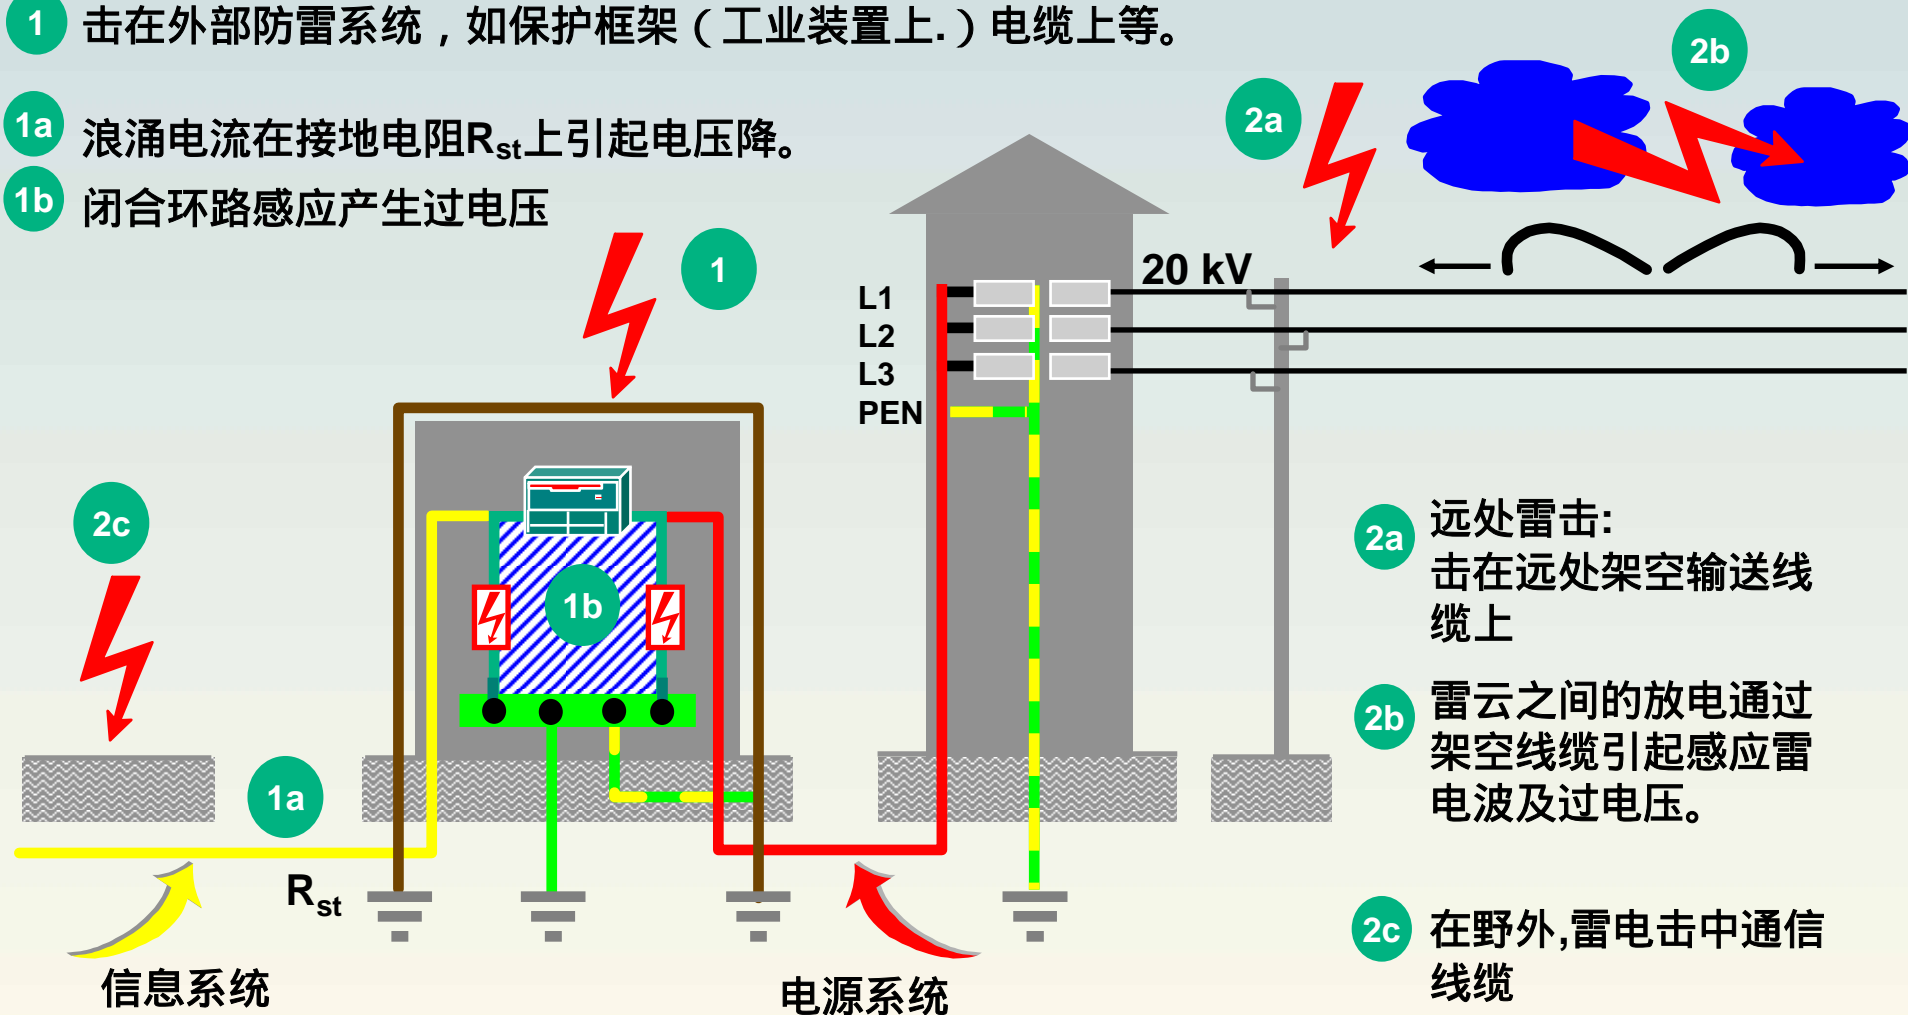 1 击在外部防雷系统，如保护框架（工业装置上.）电缆上等。
1a 浪涌电流在接地电阻Rst上引起电压降。
1b 闭合环路感应产生过电压
2a
2b
1
20 kV
L1
L2
L3
PEN
2c
1b
1a
Rst
信息系统
电源系统
2a 远处雷击:
击在远处架空输送线
缆上
2b 雷云之间的放电通过
架空线缆引起感应雷
电波及过电压。
2c 在野外,雷电击中通信
线缆